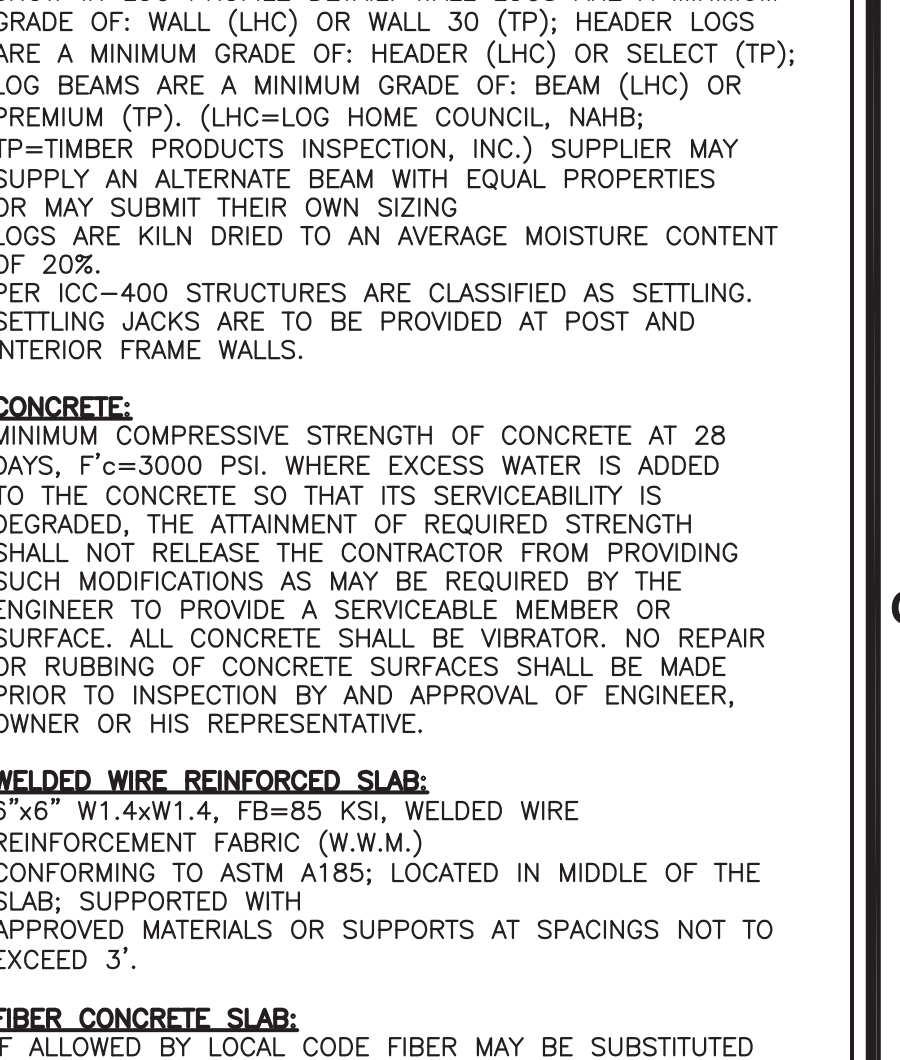 GRADE OF: WALL (LHC) OR WALL 30 (TP); HEADER LOGS
ARE A MINIMUM GRADE OF: HEADER (LHC) OR SELECT (TP);
LOG BEAMS ARE A MINIMUM GRADE OF: BEAM (LHC) OR
PREMIUM (TP). (LHC=LOG HOME COUNCIL, NAHB;
TP=TIMBER PRODUCTS INSPECTION, INC.) SUPPLIER MAY
SUPPLY AN ALTERNATE BEAM WITH EQUAL PROPERTIES
OR MAY SUBMIT THEIR OWN SIZING
LOGS ARE KILN DRIED TO AN AVERAGE MOISTURE CONTENT
OF 20%.
PER ICC-400 STRUCTURES ARE CLASSIFIED AS SETTLING.
SETTLING JACKS ARE TO BE PROVIDED AT POST AND
INTERIOR FRAME WALLS.
CONCRETE:
MINIMUM COMPRESSIVE STRENGTH OF CONCRETE AT 28
DAYS, F'c=3000 PSI. WHERE EXCESS WATER IS ADDED
TO THE CONCRETE SO THAT ITS SERVICEABILITY IS
DEGRADED, THE ATTAINMENT OF REQUIRED STRENGTH
SHALL NOT RELEASE THE CONTRACTOR FROM PROVIDING
SUCH MODIFICATIONS AS MAY BE REQUIRED BY THE
ENGINEER TO PROVIDE A SERVICEABLE MEMBER OR
SURFACE. ALL CONCRETE SHALL BE VIBRATOR. NO REPAIR
OR RUBBING OF CONCRETE SURFACES SHALL BE MADE
PRIOR TO INSPECTION BY AND APPROVAL OF ENGINEER,
OWNER OR HIS REPRESENTATIVE.
WELDED WIRE REINFORCED SLAB:
6"x6" W1.4xW1.4, FB=85 KSI, WELDED WIRE
REINFORCEMENT FABRIC (W.W.M.)
CONFORMING TO ASTM A185; LOCATED IN MIDDLE OF THE
SLAB; SUPPORTED WITH
APPROVED MATERIALS OR SUPPORTS AT SPACINGS NOT TO
EXCEED 3'.
FIBER CONCRETE SLAB:
IF ALLOWED BY LOCAL CODE FIBER MAY BE SUBSTITUTED